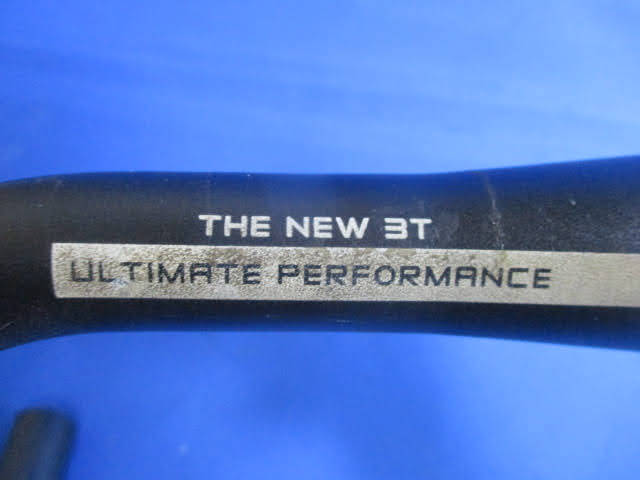 THE NEW 3T
ULTIMATE PERFORMANCE